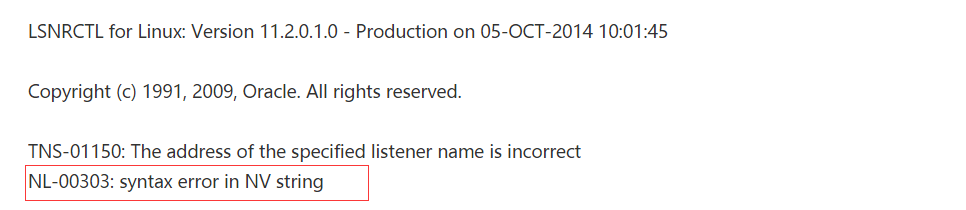 LSNRCTL for Linux: Version 11.2.0.1.0 - Production on 05-OCT-2014 10:01:45
Copyright (c) 1991, 2009, Oracle. All rights reserved.
TNS-01150: The address of the specified listener name is incorrect
NL-00303: syntax error in NV string